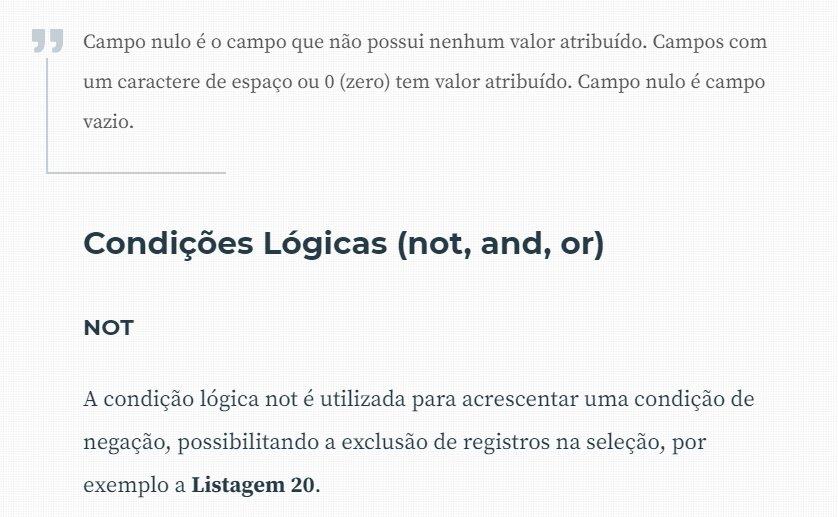 Campo nulo é o campo que não possui nenhum valor atribuído. Campos com
um caractere de espaço ou 0 (zero) tem valor atribuído. Campo nulo é campo
vazio.
Condições Lógicas (not, and, or)
NOT
A condição lógica not é utilizada para acrescentar uma condição de
negação, possibilitando a exclusão de registros na seleção, por
exemplo a Listagem 20.